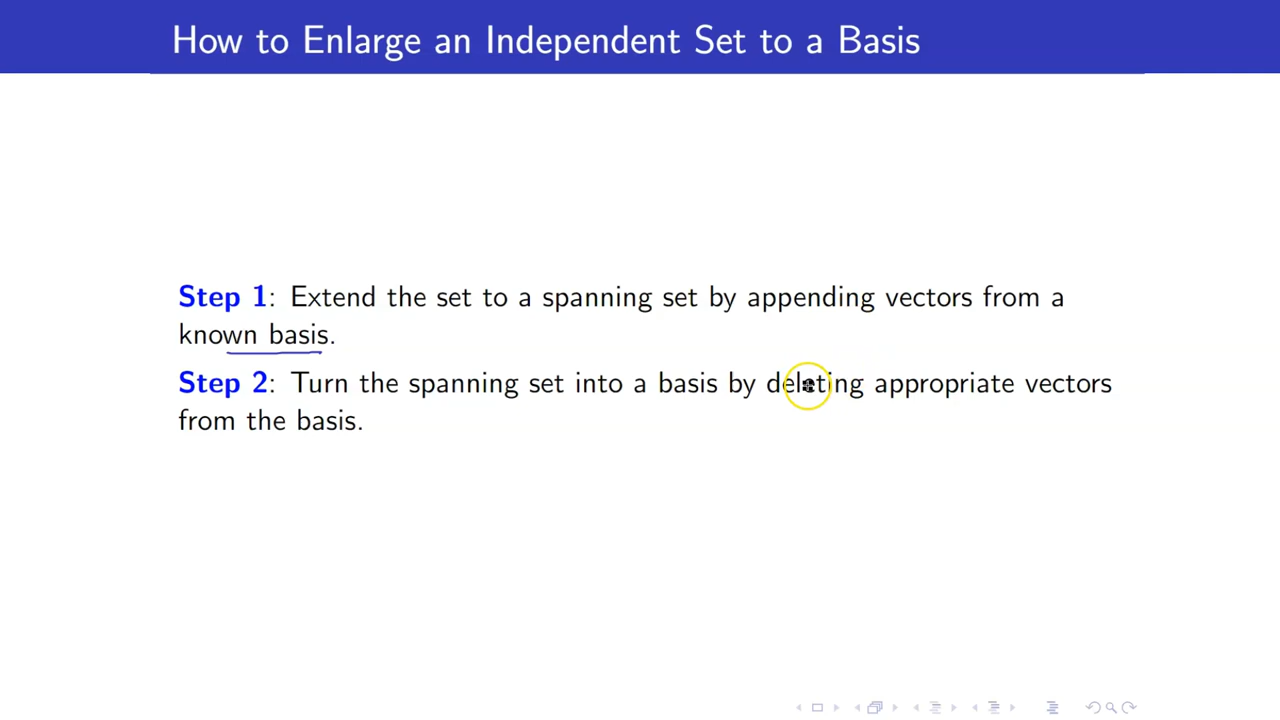 How to Enlarge an Independent Set to a Basis
Step 1: Extend the set to a spanning set by appending vectors from a
known basis.
Step 2: Turn the spanning set into a basis by deleting appropriate vectors
from the basis.